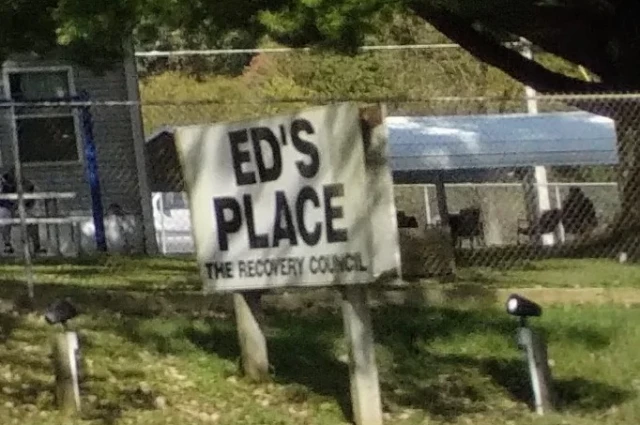 ED'S
PLACE
THE RECOVERY COUNCIL